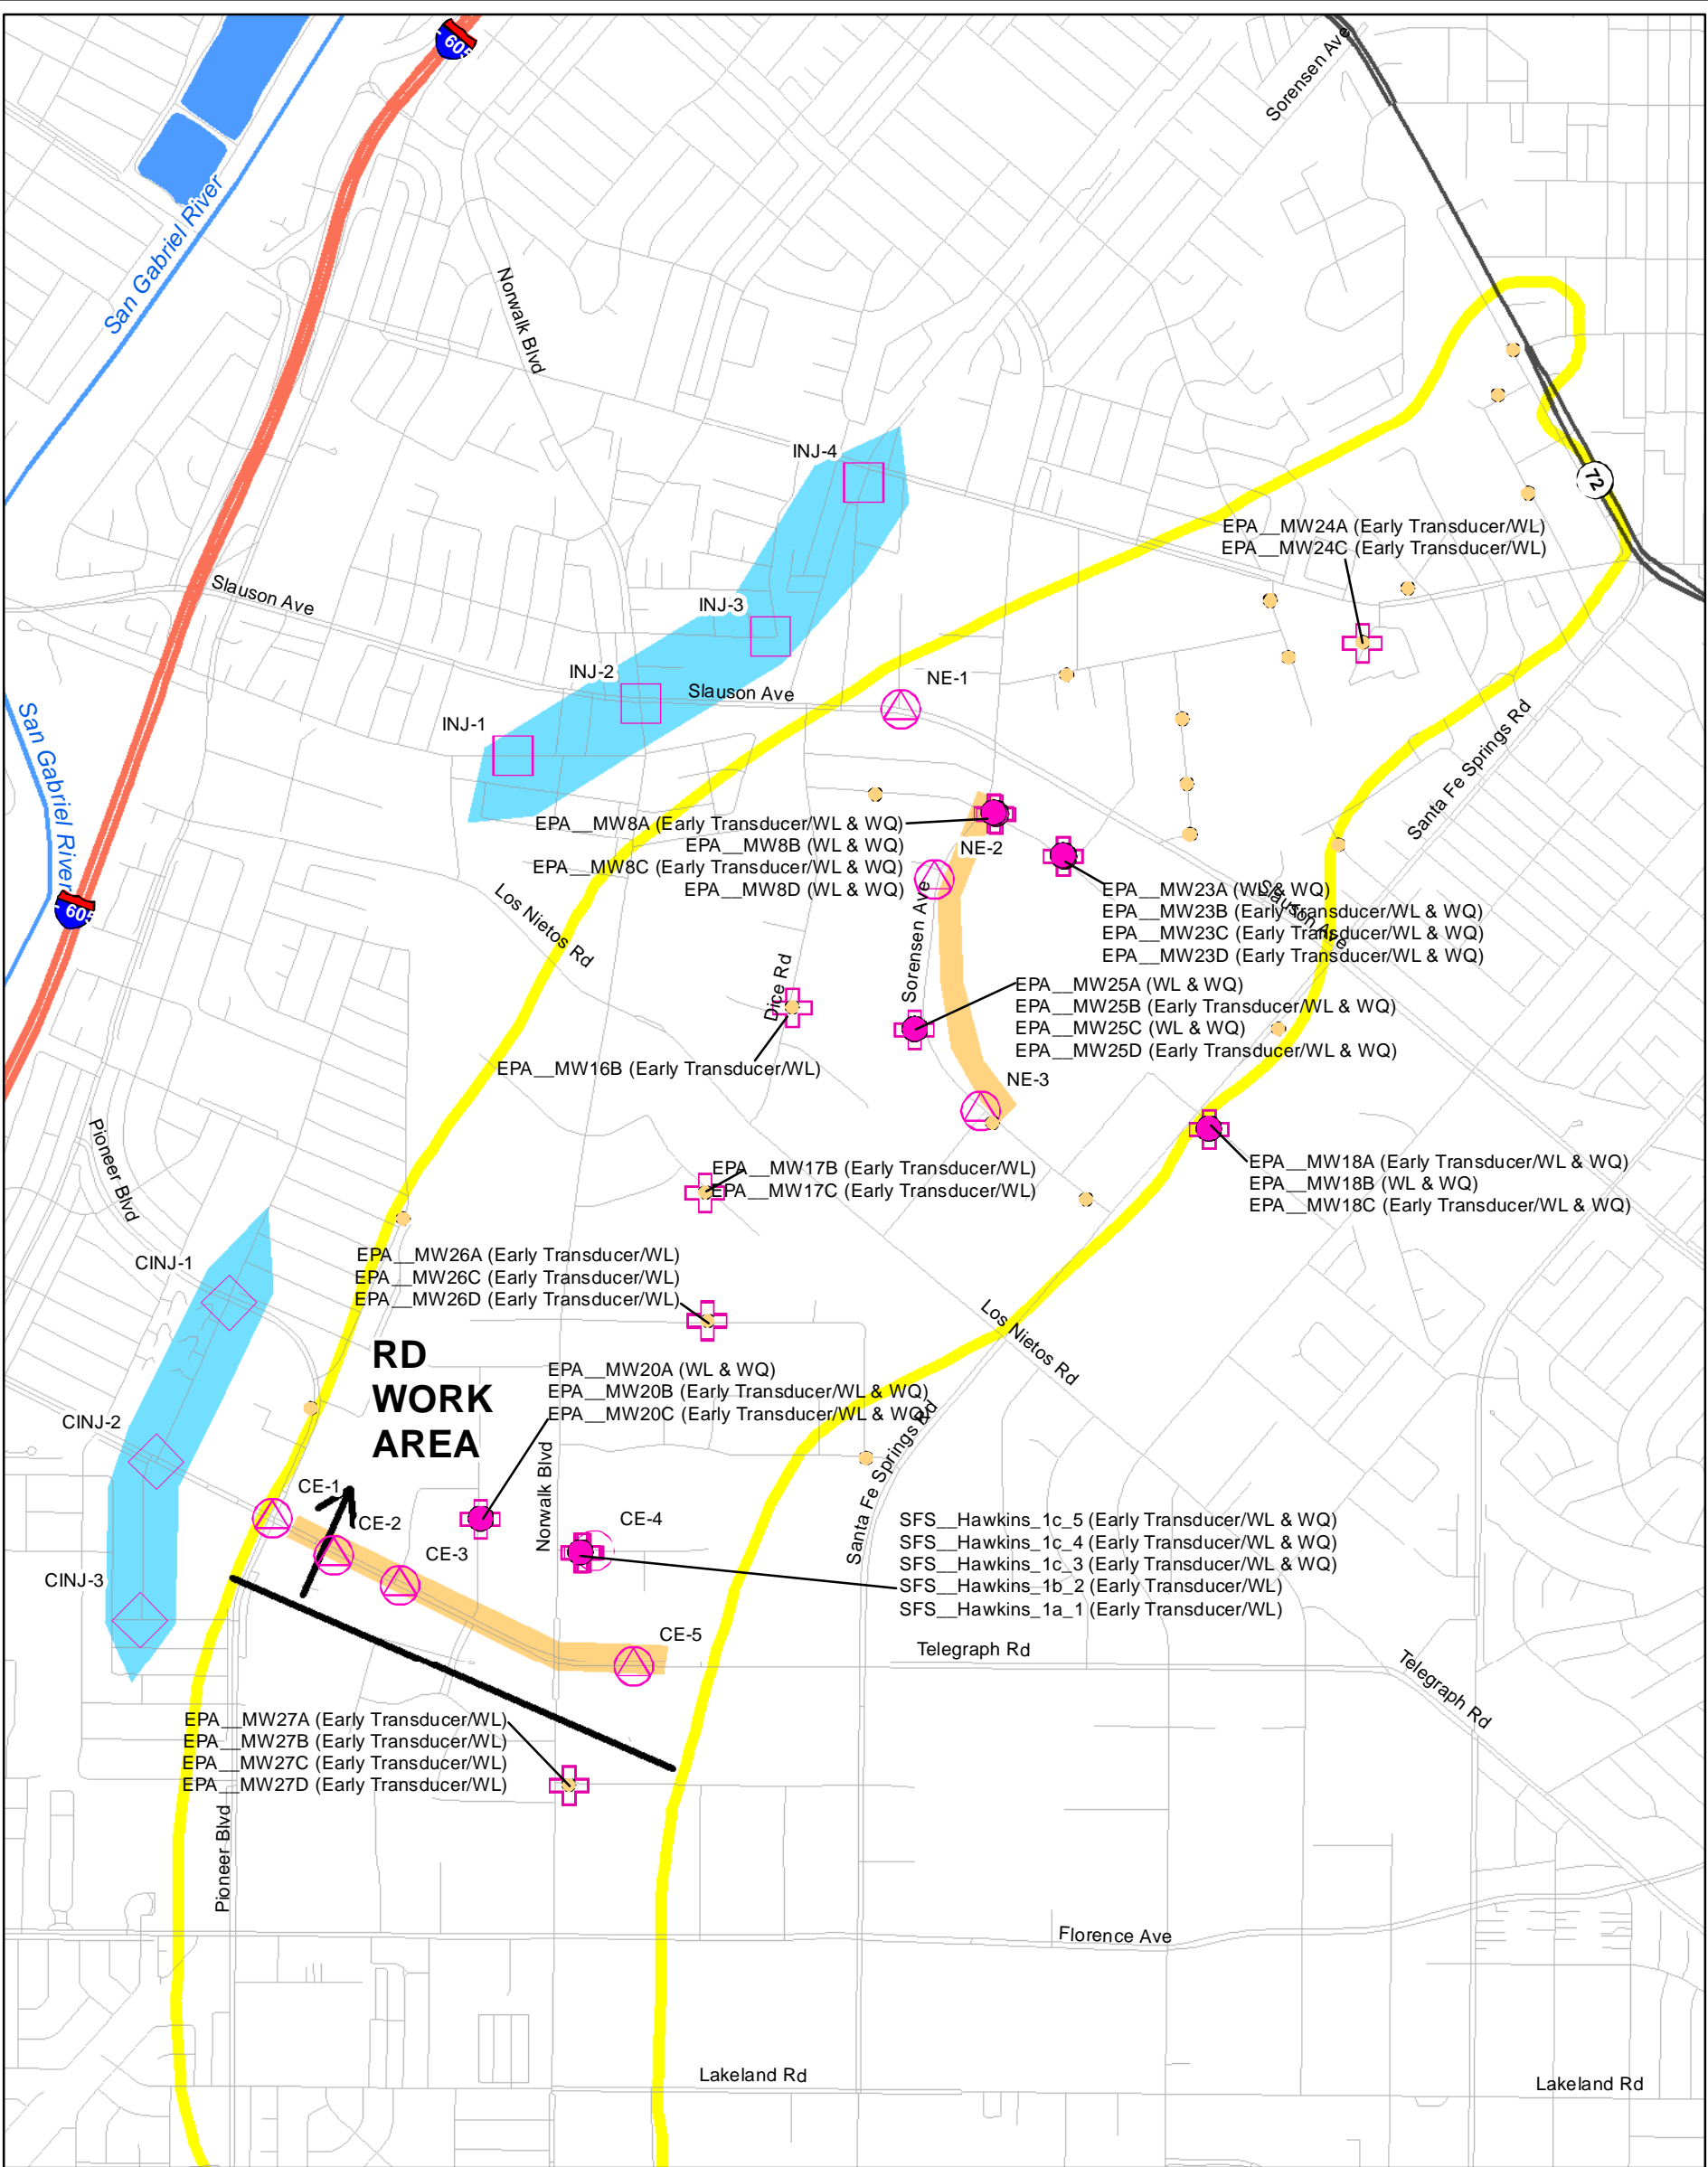 605
Sorensen Ave
San Gabriel River
Norwalk Blvd
INJ-4
72
EPA__MW24A (Early Transducer/WL)
EPA__MW24C (Early Transducer/WL)
Slauson Ave
INJ-3
INJ-2
Slauson Ave
NE-1
INJ-1
San Gabriel River
Santa Fe Springs Rd
EPA__MW8A (Early Transducer/WL & WQ)
EPA__MW8B (WL & WQ)
EPA__MW8C (Early Transducer/WL & WQ)
EPA__MW8D (WL & WQ)
NE-2
605
Los Nietos Rd
EPA__MW23A (WL & WQ)
EPA__MW23B (Early Transducer/WL & WQ)
EPA__MW23C (Early Transducer/WL & WQ)
EPA__MW23D (Early Transducer/WL & WQ)
Slauson Ave
Sorensen Ave
Dice Rd
EPA__MW25A (WL & WQ)
EPA__MW25B (Early Transducer/WL & WQ)
EPA__MW25C (WL & WQ)
EPA__MW25D (Early Transducer/WL & WQ)
EPA__MW16B (Early Transducer/WL)
NE-3
Pioneer Blvd
EPA__MW17B (Early Transducer/WL)
EPA__MW17C (Early Transducer/WL)
EPA__MW18A (Early Transducer/WL & WQ)
EPA__MW18B (WL & WQ)
EPA__MW18C (Early Transducer/WL & WQ)
CINJ-1
EPA__MW26A (Early Transducer/WL)
EPA__MW26C (Early Transducer/WL)
EPA__MW26D (Early Transducer/WL)
Los Nietos Rd
RD
WORK
AREA
EPA__MW20A (WL & WQ)
EPA__MW20B (Early Transducer/WL & WQ)
EPA__MW20C (Early Transducer/WL & WQ)
CINJ-2
Norwalk Blvd
Santa Fe Springs Rd
CE-1
CE-2
CE-3
CE-4
SFS__Hawkins_1c_5 (Early Transducer/WL & WQ)
SFS__Hawkins_1c_4 (Early Transducer/WL & WQ)
SFS__Hawkins_1c_3 (Early Transducer/WL & WQ)
SFS__Hawkins_1b_2 (Early Transducer/WL)
SFS__Hawkins_1a_1 (Early Transducer/WL)
CINJ-3
CE-5
Telegraph Rd
Telegraph Rd
EPA__MW27A (Early Transducer/WL)
EPA__MW27B (Early Transducer/WL)
EPA__MW27C (Early Transducer/WL)
EPA__MW27D (Early Transducer/WL)
Pioneer Blvd
Florence Ave
Lakeland Rd
Lakeland Rd